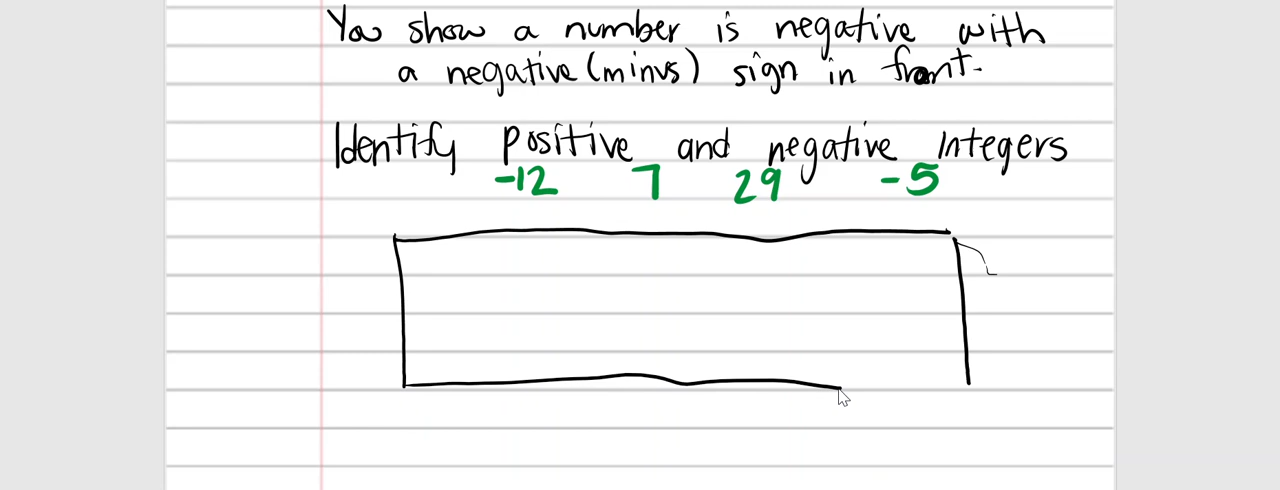 You show a number is negative with
a negative (minus) sign in front.
Identify positive and negative Integers
-12 7 29 -5